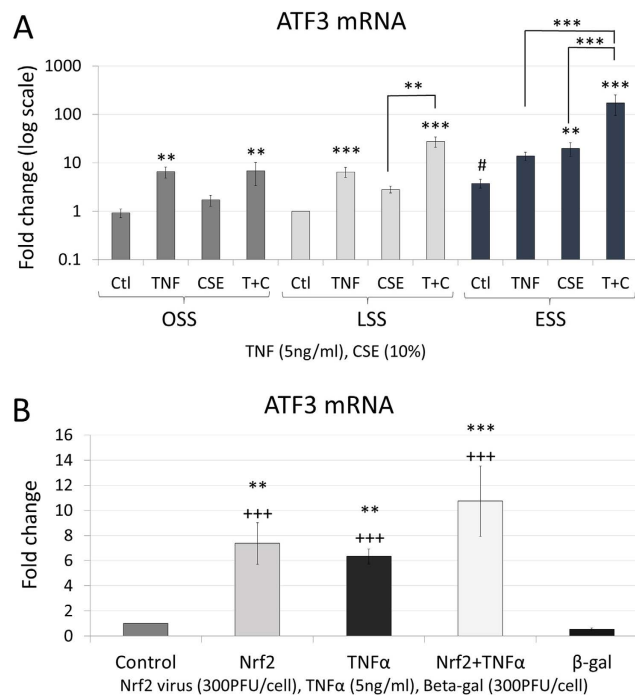 A
ATF3 mRNA
Fold change (log scale)
1000
100
10
1
0.1
**
***
**
***
**
***
***
#
**
***
Ctl TNF CSE T+C Ctl TNF CSE T+C Ctl TNF CSE T+C
OSS LSS ESS
TNF (5ng/ml), CSE (10%)
B
ATF3 mRNA
Fold change
16
14
12
10
8
6
4
2
0
**
+++
**
+++
***
+++
Control Nrf2 TNFα Nrf2+TNFα β-gal
Nrf2 virus (300PFU/cell), TNFα (5ng/ml), Beta-gal (300PFU/cell)